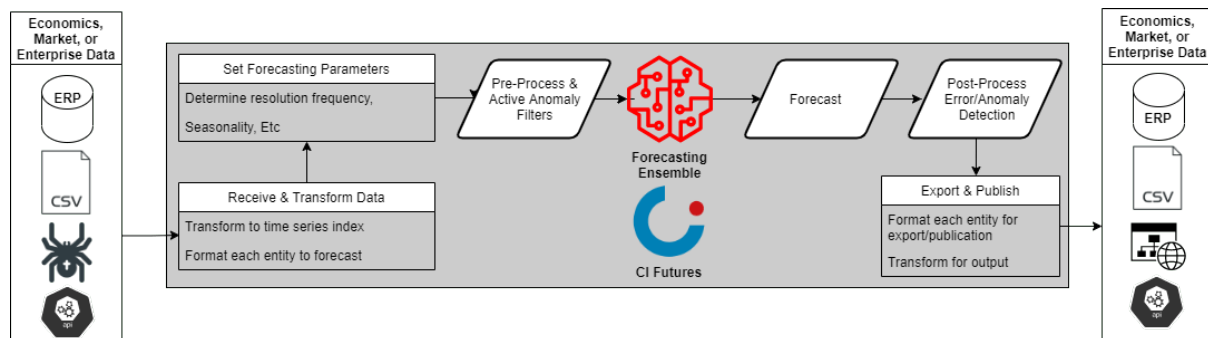 Economics,
Market, or
Enterprise Data
ERP
CSV
api
Set Forecasting Parameters
Determine resolution frequency,
Seasonality, Etc
Receive & Transform Data
Transform to time series index
Format each entity to forecast
Pre-Process &
Active Anomaly
Filters
Forecasting
Ensemble
CI Futures
Forecast
Post-Process
Error/Anomaly
Detection
Export & Publish
Format each entity for
export/publication
Transform for output
Economics,
Market, or
Enterprise Data
ERP
CSV
api